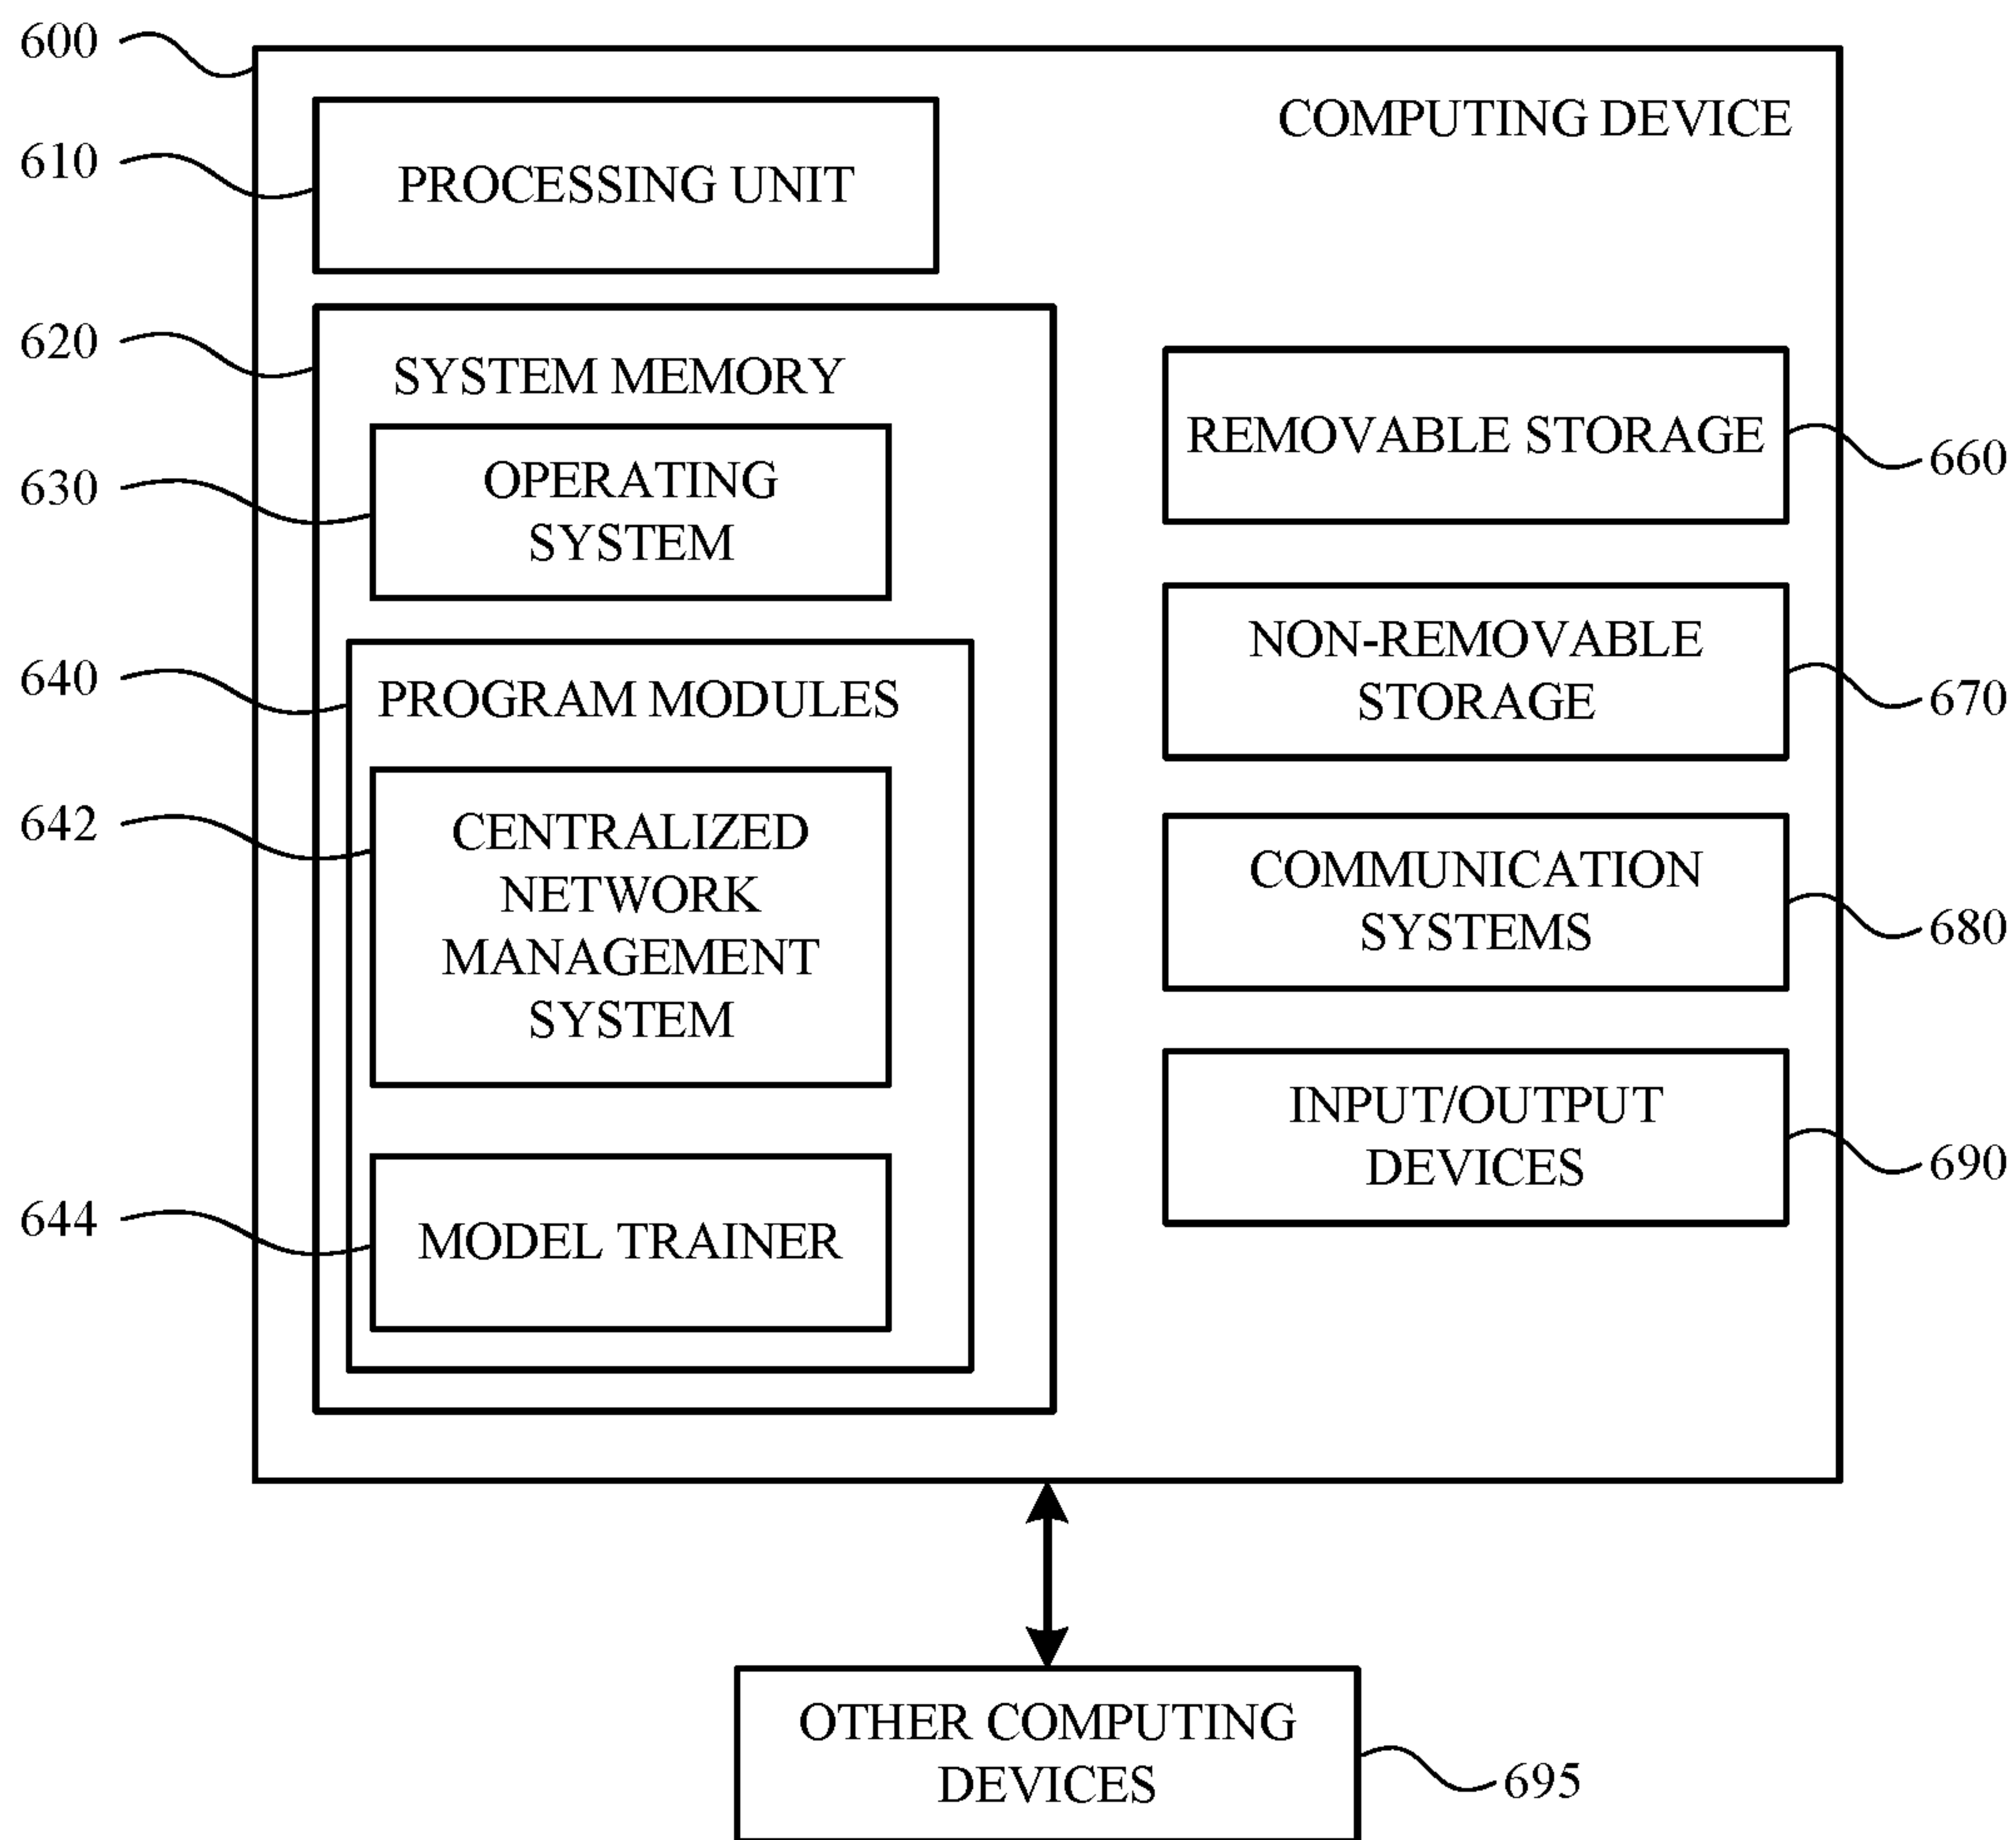 600
COMPUTING DEVICE
610
PROCESSING UNIT
620
SYSTEM MEMORY
630
OPERATING
SYSTEM
640
PROGRAM MODULES
642
CENTRALIZED
NETWORK
MANAGEMENT
SYSTEM
644
MODEL TRAINER
REMOVABLE STORAGE
660
NON-REMOVABLE
STORAGE
670
COMMUNICATION
SYSTEMS
680
INPUT/OUTPUT
DEVICES
690
OTHER COMPUTING
DEVICES
695